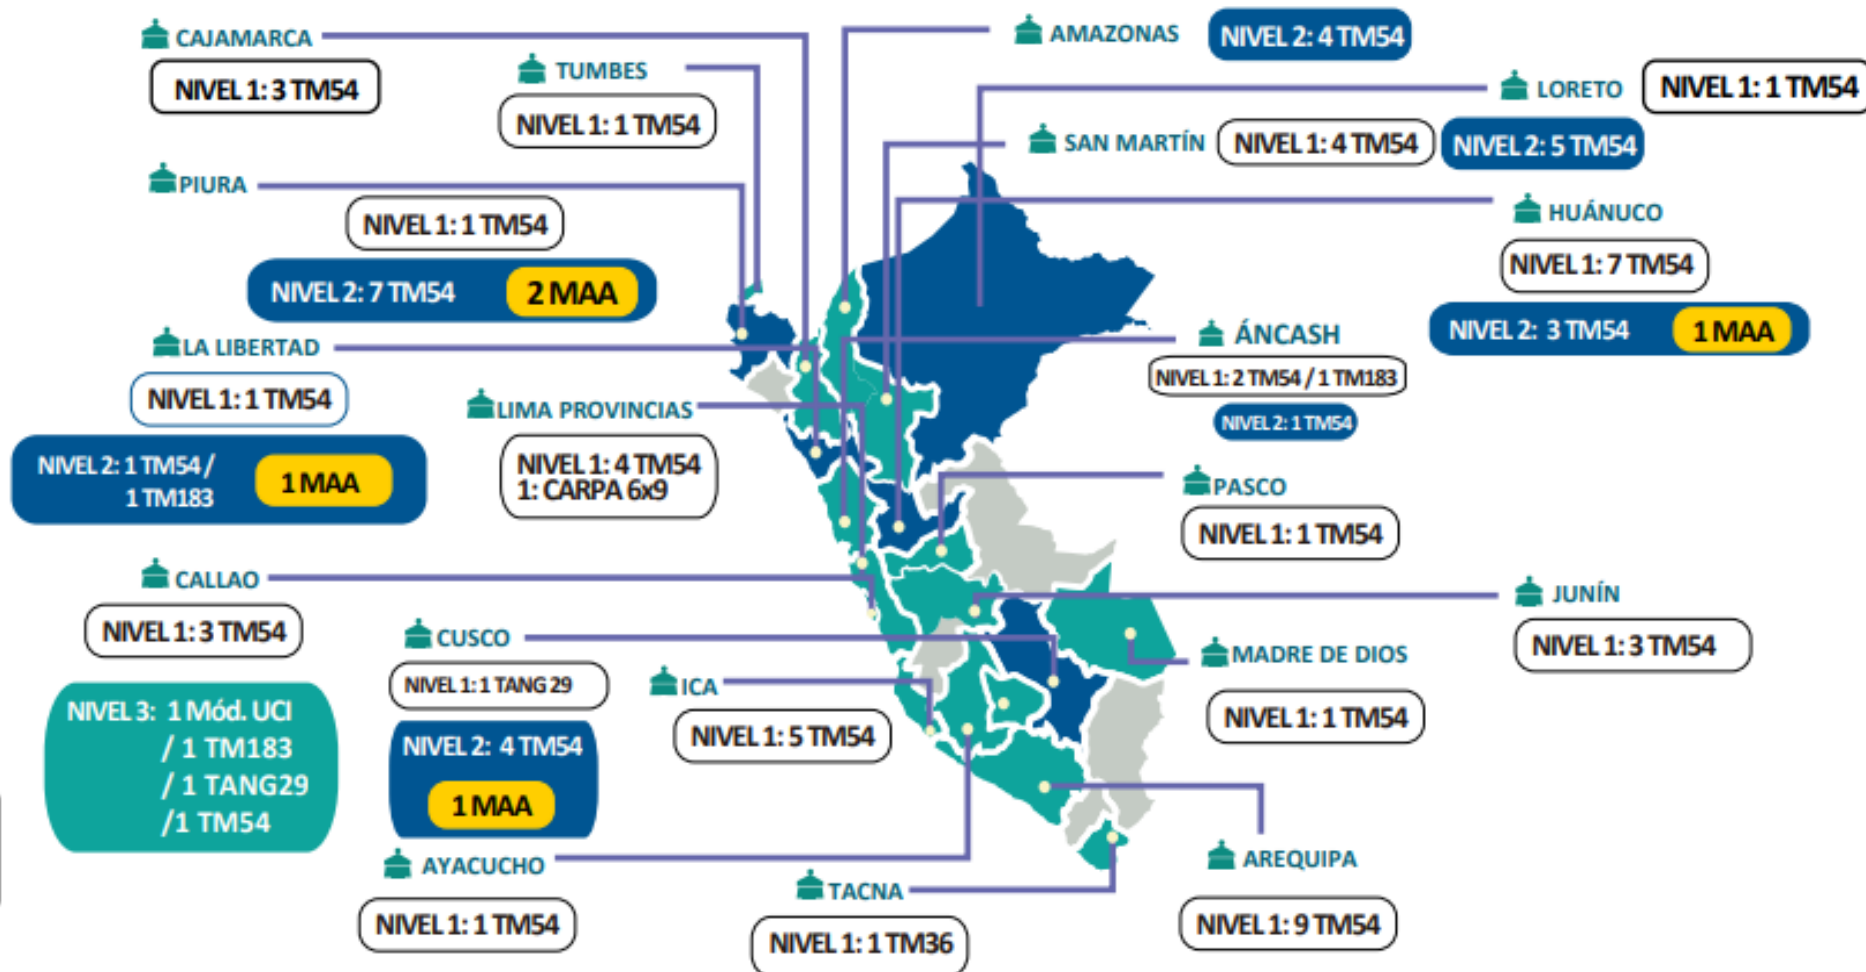 CAJAMARCA
NIVEL 1: 3 TM54
TUMBES
NIVEL 1: 1 TM54
PIURA
NIVEL 1: 1 TM54
NIVEL 2: 7 TM54
2 MAA
LA LIBERTAD
NIVEL 1: 1 TM54
NIVEL 2: 1 TM54 /
1 TM183
1 MAA
LIMA PROVINCIAS
NIVEL 1: 4 TM54
1: CARPA 6x9
CALLAO
NIVEL 1: 3 TM54
NIVEL 3: 1 Mód. UCI
/ 1 TM183
/ 1 TANG29
/1 TM54
CUSCO
NIVEL 1: 1 TANG 29
NIVEL 2: 4 TM54
1 MAA
ICA
NIVEL 1: 5 TM54
AYACUCHO
NIVEL 1: 1 TM54
TACNA
NIVEL 1: 1 TM36
AMAZONAS
NIVEL 2: 4 TM54
LORETO
NIVEL 1: 1 TM54
SAN MARTÍN
NIVEL 1: 4 TM54
NIVEL 2: 5 TM54
HUÁNUCO
NIVEL 1: 7 TM54
NIVEL 2: 3 TM54
1 MAA
ÁNCASH
NIVEL 1: 2 TM54 / 1 TM183
NIVEL 2: 1 TM54
PASCO
NIVEL 1: 1 TM54
JUNÍN
NIVEL 1: 3 TM54
MADRE DE DIOS
NIVEL 1: 1 TM54
AREQUIPA
NIVEL 1: 9 TM54